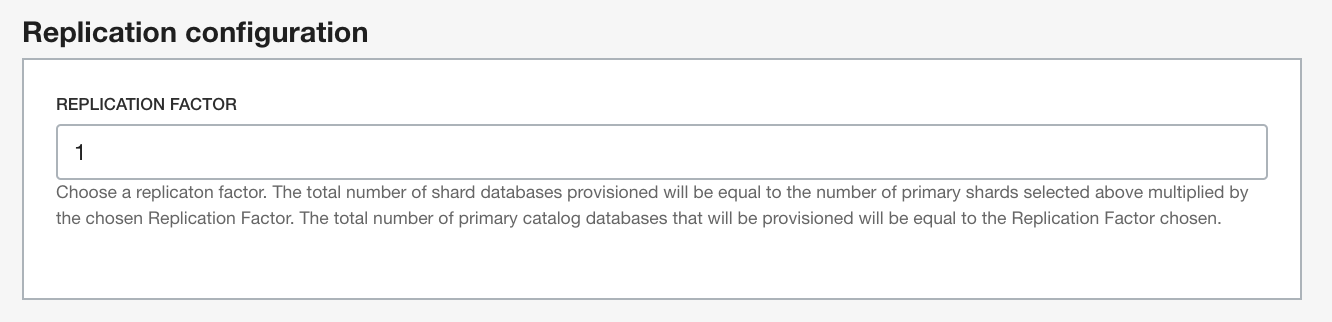 Replication configuration
REPLICATION FACTOR
1
Choose a replicaton factor. The total number of shard databases provisioned will be equal to the number of primary shards selected above multiplied by
the chosen Replication Factor. The total number of primary catalog databases that will be provisioned will be equal to the Replication Factor chosen.